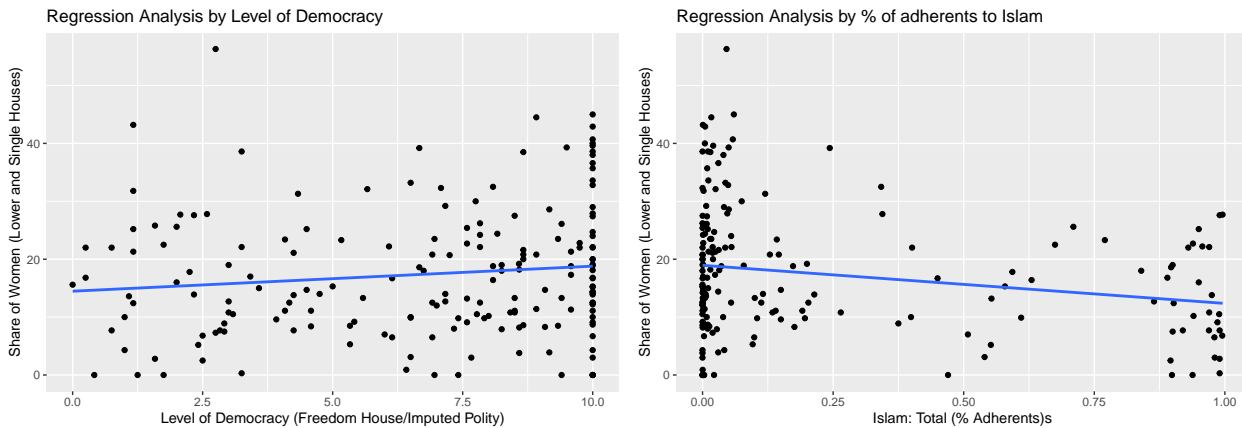 Regression Analysis by Level of Democracy
Share of Women (Lower and Single Houses)
40
20
0
0.0
2.5
5.0
7.5
10.0
Level of Democracy (Freedom House/Imputed Polity)
Regression Analysis by % of adherents to Islam
Share of Women (Lower and Single Houses)
40
20
0
0.00
0.25
0.50
0.75
1.00
Islam: Total (% Adherents)s